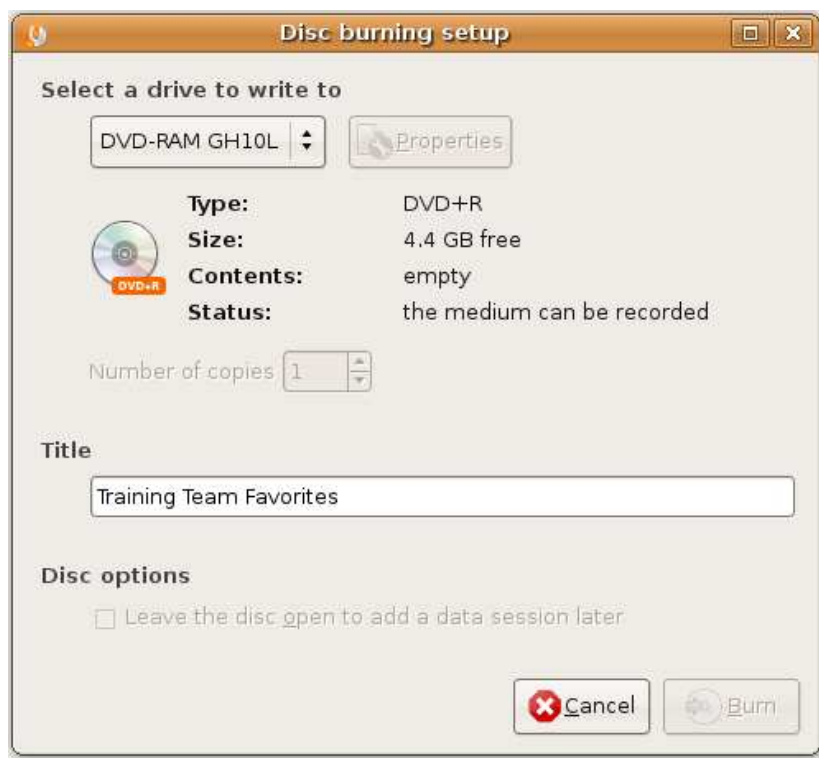 Disc burning setup
Select a drive to write to
DVD-RAM GH10L Properties
Type: DVD+R
Size: 4.4 GB free
Contents: empty
DVD+R
Status: the medium can be recorded
Number of copies 1
Title
Training Team Favorites
Disc options
Leave the disc open to add a data session later
Cancel Burn